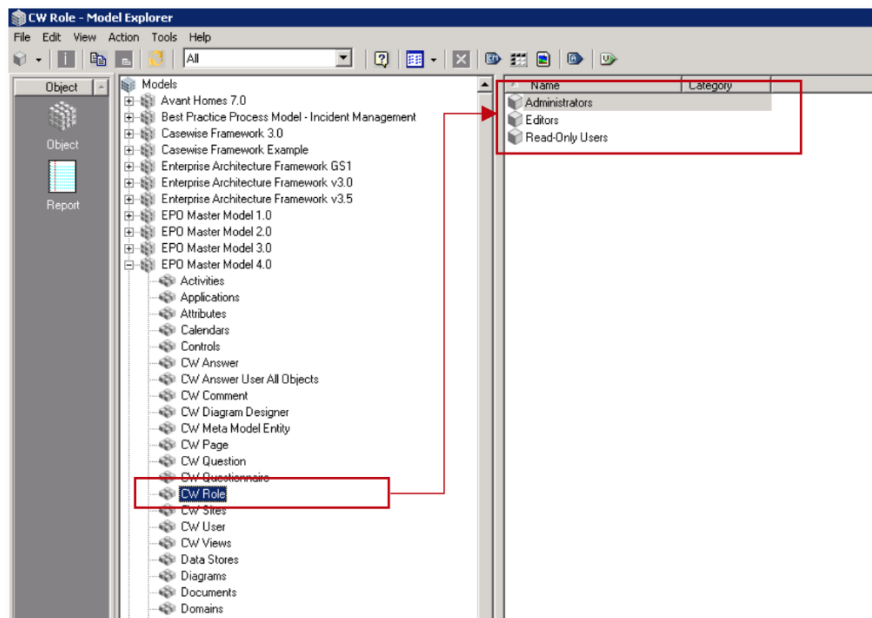 CW Role - Model Explorer
File Edit View Action Tools Help
All
Object
Object
Report
Models
Avant Homes 7.0
Best Practice Process Model - Incident Management
Casewise Framework 3.0
Casewise Framework Example
Enterprise Architecture Framework GS1
Enterprise Architecture Framework v3.0
Enterprise Architecture Framework v3.5
EPO Master Model 1.0
EPO Master Model 2.0
EPO Master Model 3.0
EPO Master Model 4.0
Activities
Applications
Attributes
Calendars
Controls
CW Answer
CW Answer User All Objects
CW Comment
CW Diagram Designer
CW Meta Model Entity
CW Page
CW Question
CW Questionnaire
CW Role
CW Sites
CW User
CW Views
Data Stores
Diagrams
Documents
Domains
Name Category
Administrators
Editors
Read-Only Users